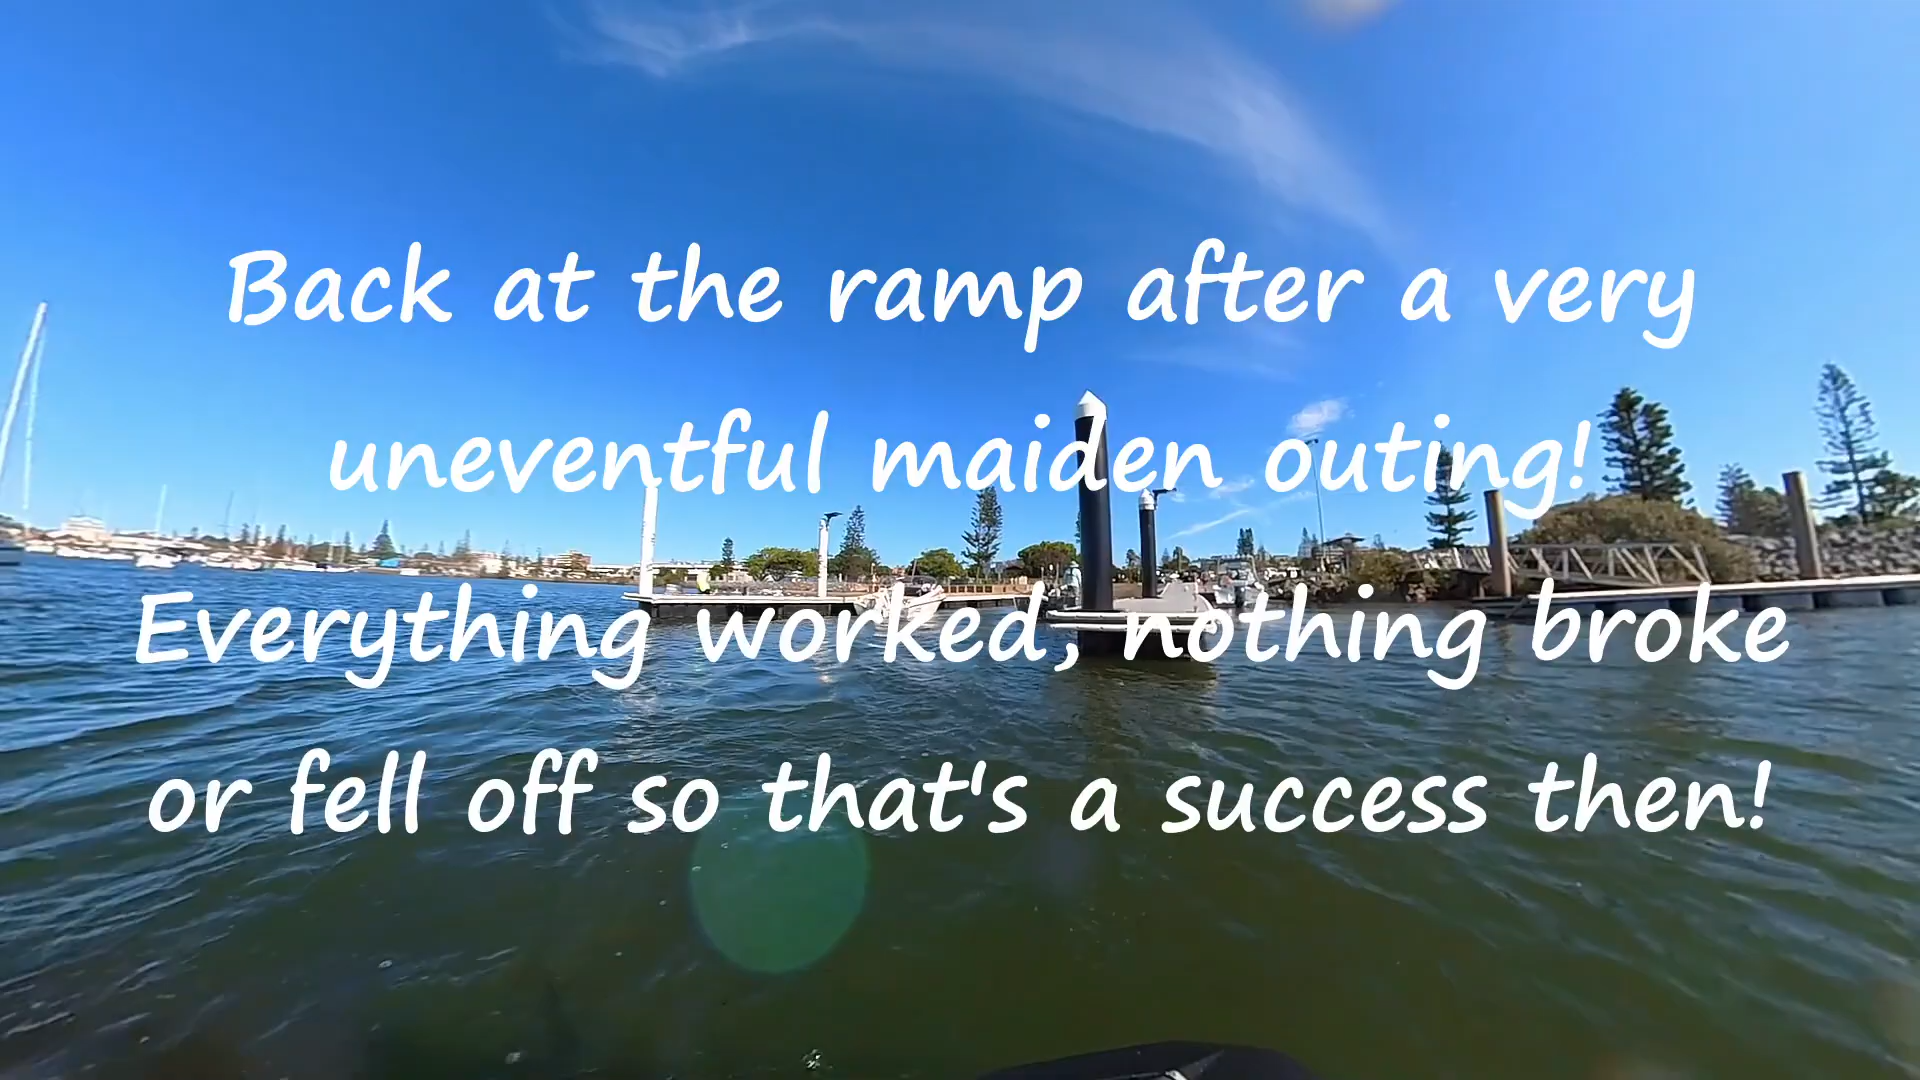 Back at the ramp after a very
uneventful maiden outing!
Everything worked, nothing broke
or fell off so that's a success then!